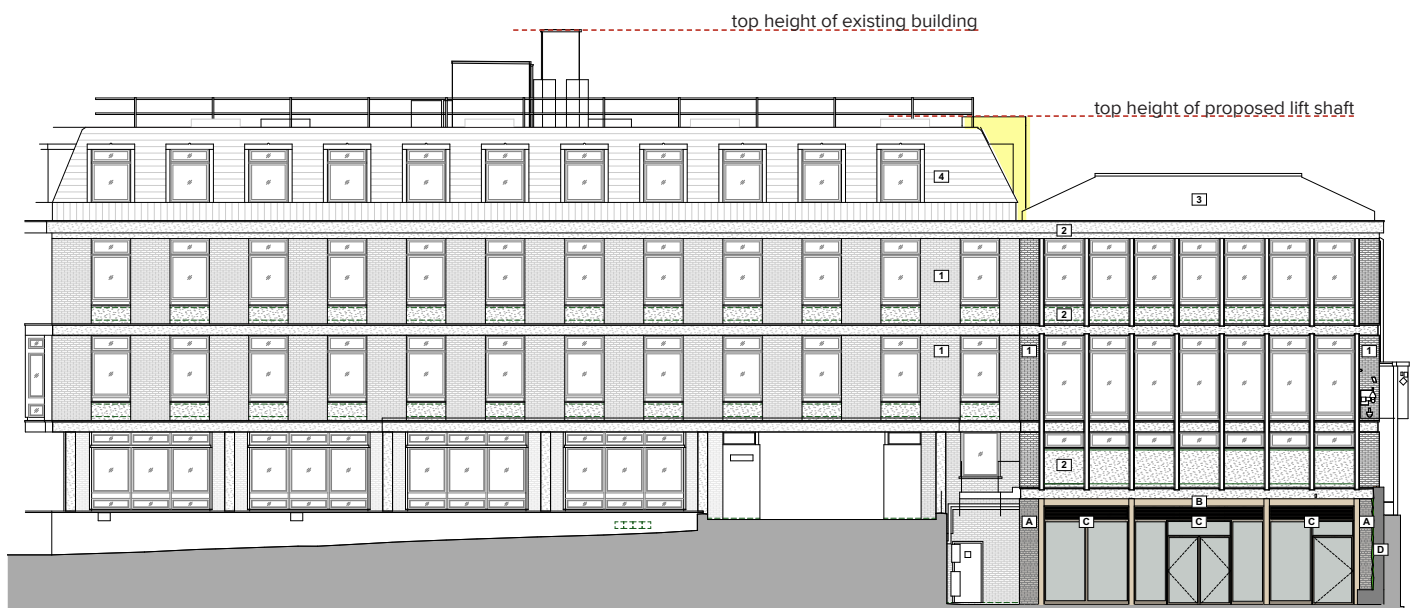 top height of existing building
top height of proposed lift shaft
4
3
2
1
2
1
1
1
2
B
A
C
C
C
A
D